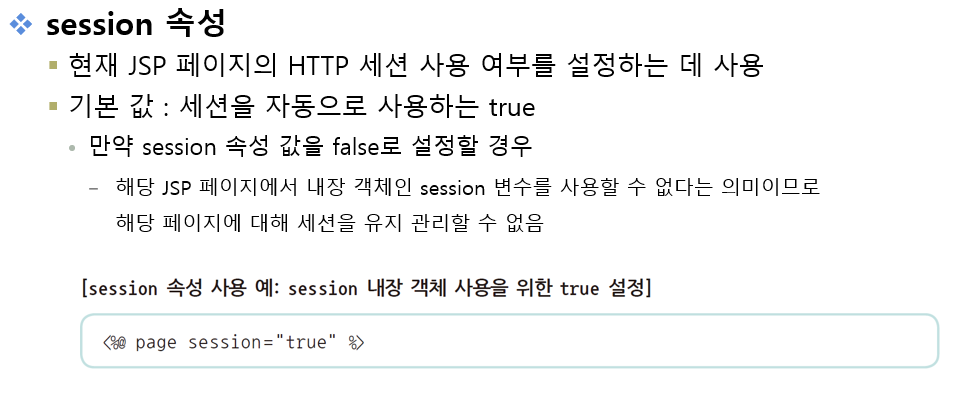 session 속성
현재 JSP 페이지의 HTTP 세션 사용 여부를 설정하는 데 사용
기본 값 : 세션을 자동으로 사용하는 true
만약 session 속성 값을 false로 설정할 경우
– 해당 JSP 페이지에서 내장 객체인 session 변수를 사용할 수 없다는 의미이므로
해당 페이지에 대해 세션을 유지 관리할 수 없음
[session 속성 사용 예: session 내장 객체 사용을 위한 true 설정]
<%@ page session="true" %>